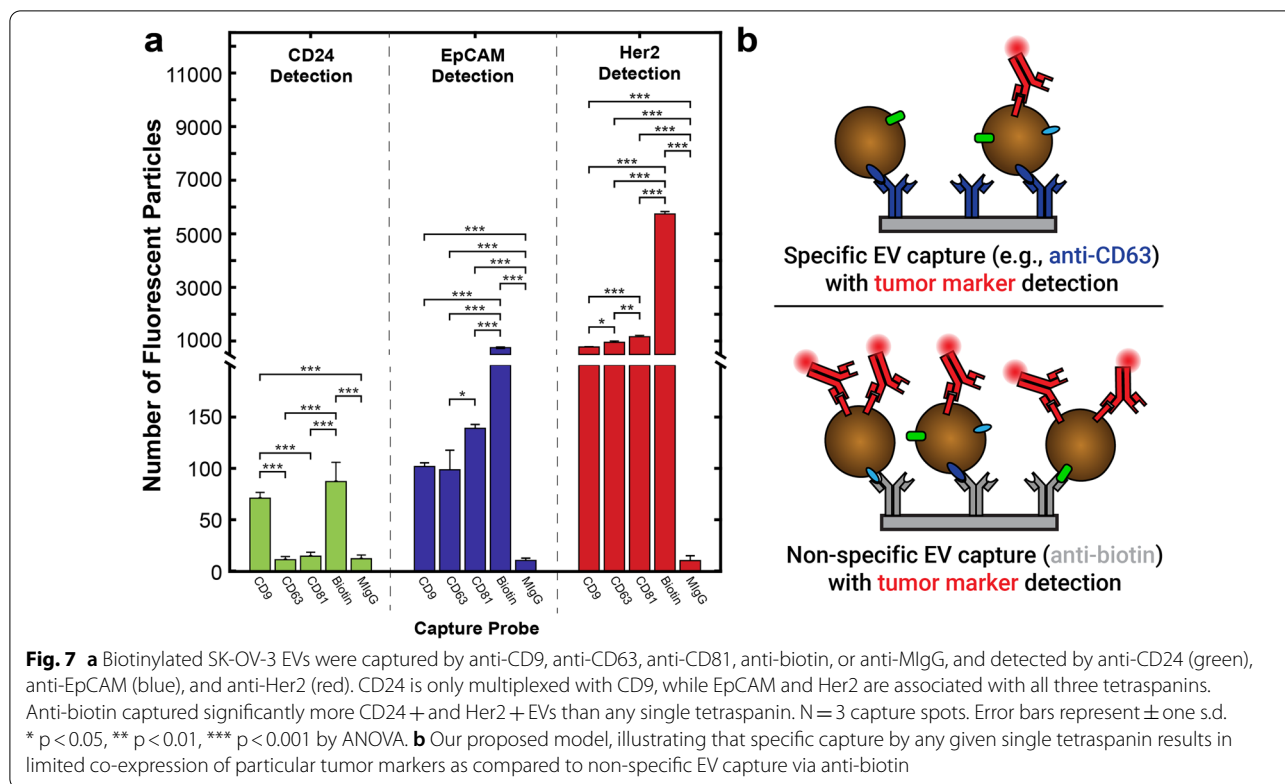 a
b
CD24
Detection
EpCAM
Detection
Her2
Detection
Number of Fluorescent Particles
11000
9000
7000
5000
3000
1000
150
100
50
0
***
***
***
***
***
***
***
***
***
***
***
***
***
*
***
***
***
***
***
***
***
***
*
**
CD9
CD63
CD81
Biotin
MIgG
CD9
CD63
CD81
Biotin
MIgG
CD9
CD63
CD81
Biotin
MIgG
Capture Probe
Specific EV capture (e.g., anti-CD63)
with tumor marker detection
Non-specific EV capture (anti-biotin)
with tumor marker detection
Fig. 7 a Biotinylated SK-OV-3 EVs were captured by anti-CD9, anti-CD63, anti-CD81, anti-biotin, or anti-MIgG, and detected by anti-CD24 (green),
anti-EpCAM (blue), and anti-Her2 (red). CD24 is only multiplexed with CD9, while EpCAM and Her2 are associated with all three tetraspanins.
Anti-biotin captured significantly more CD24+ and Her2+EVs than any single tetraspanin. N=3 capture spots. Error bars represent ± one s.d.
* p<0.05, ** p<0.01, *** p<0.001 by ANOVA. b Our proposed model, illustrating that specific capture by any given single tetraspanin results in
limited co-expression of particular tumor markers as compared to non-specific EV capture via anti-biotin